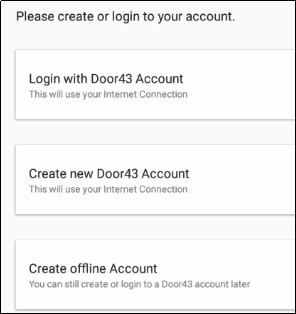 Please create or login to your account.
Login with Door43 Account
This will use your Internet Connection
Create new Door43 Account
This will use your Internet Connection
Create offline Account
You can still create or login to a Door43 account later